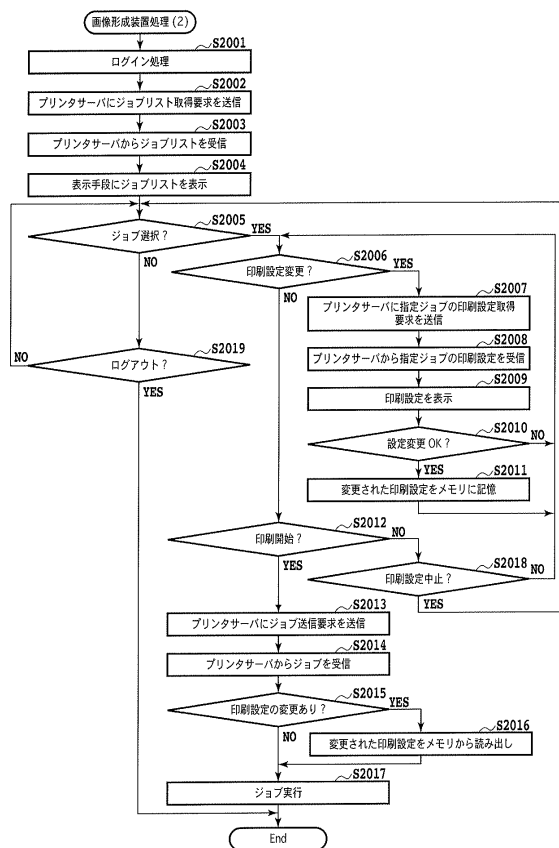 画像形成装置処理 (2)
S2001
ログイン処理
S2002
プリンタサーバにジョブリスト取得要求を送信
S2003
プリンタサーバからジョブリストを受信
S2004
表示手段にジョブリストを表示
S2005
ジョブ選択 ?
YES
NO
S2006
印刷設定変更 ?
YES
NO
S2007
プリンタサーバに指定ジョブの印刷設定取得
要求を送信
S2008
プリンタサーバから指定ジョブの印刷設定を受信
S2019
ログアウト ?
NO
YES
S2009
印刷設定を表示
S2010
設定変更 OK ?
NO
YES
S2011
変更された印刷設定をメモリに記憶
S2012
印刷開始 ?
NO
YES
S2018
印刷設定中止 ?
NO
YES
S2013
プリンタサーバにジョブ送信要求を送信
S2014
プリンタサーバからジョブを受信
S2015
印刷設定の変更あり ?
YES
NO
S2016
変更された印刷設定をメモリから読み出し
S2017
ジョブ実行
End